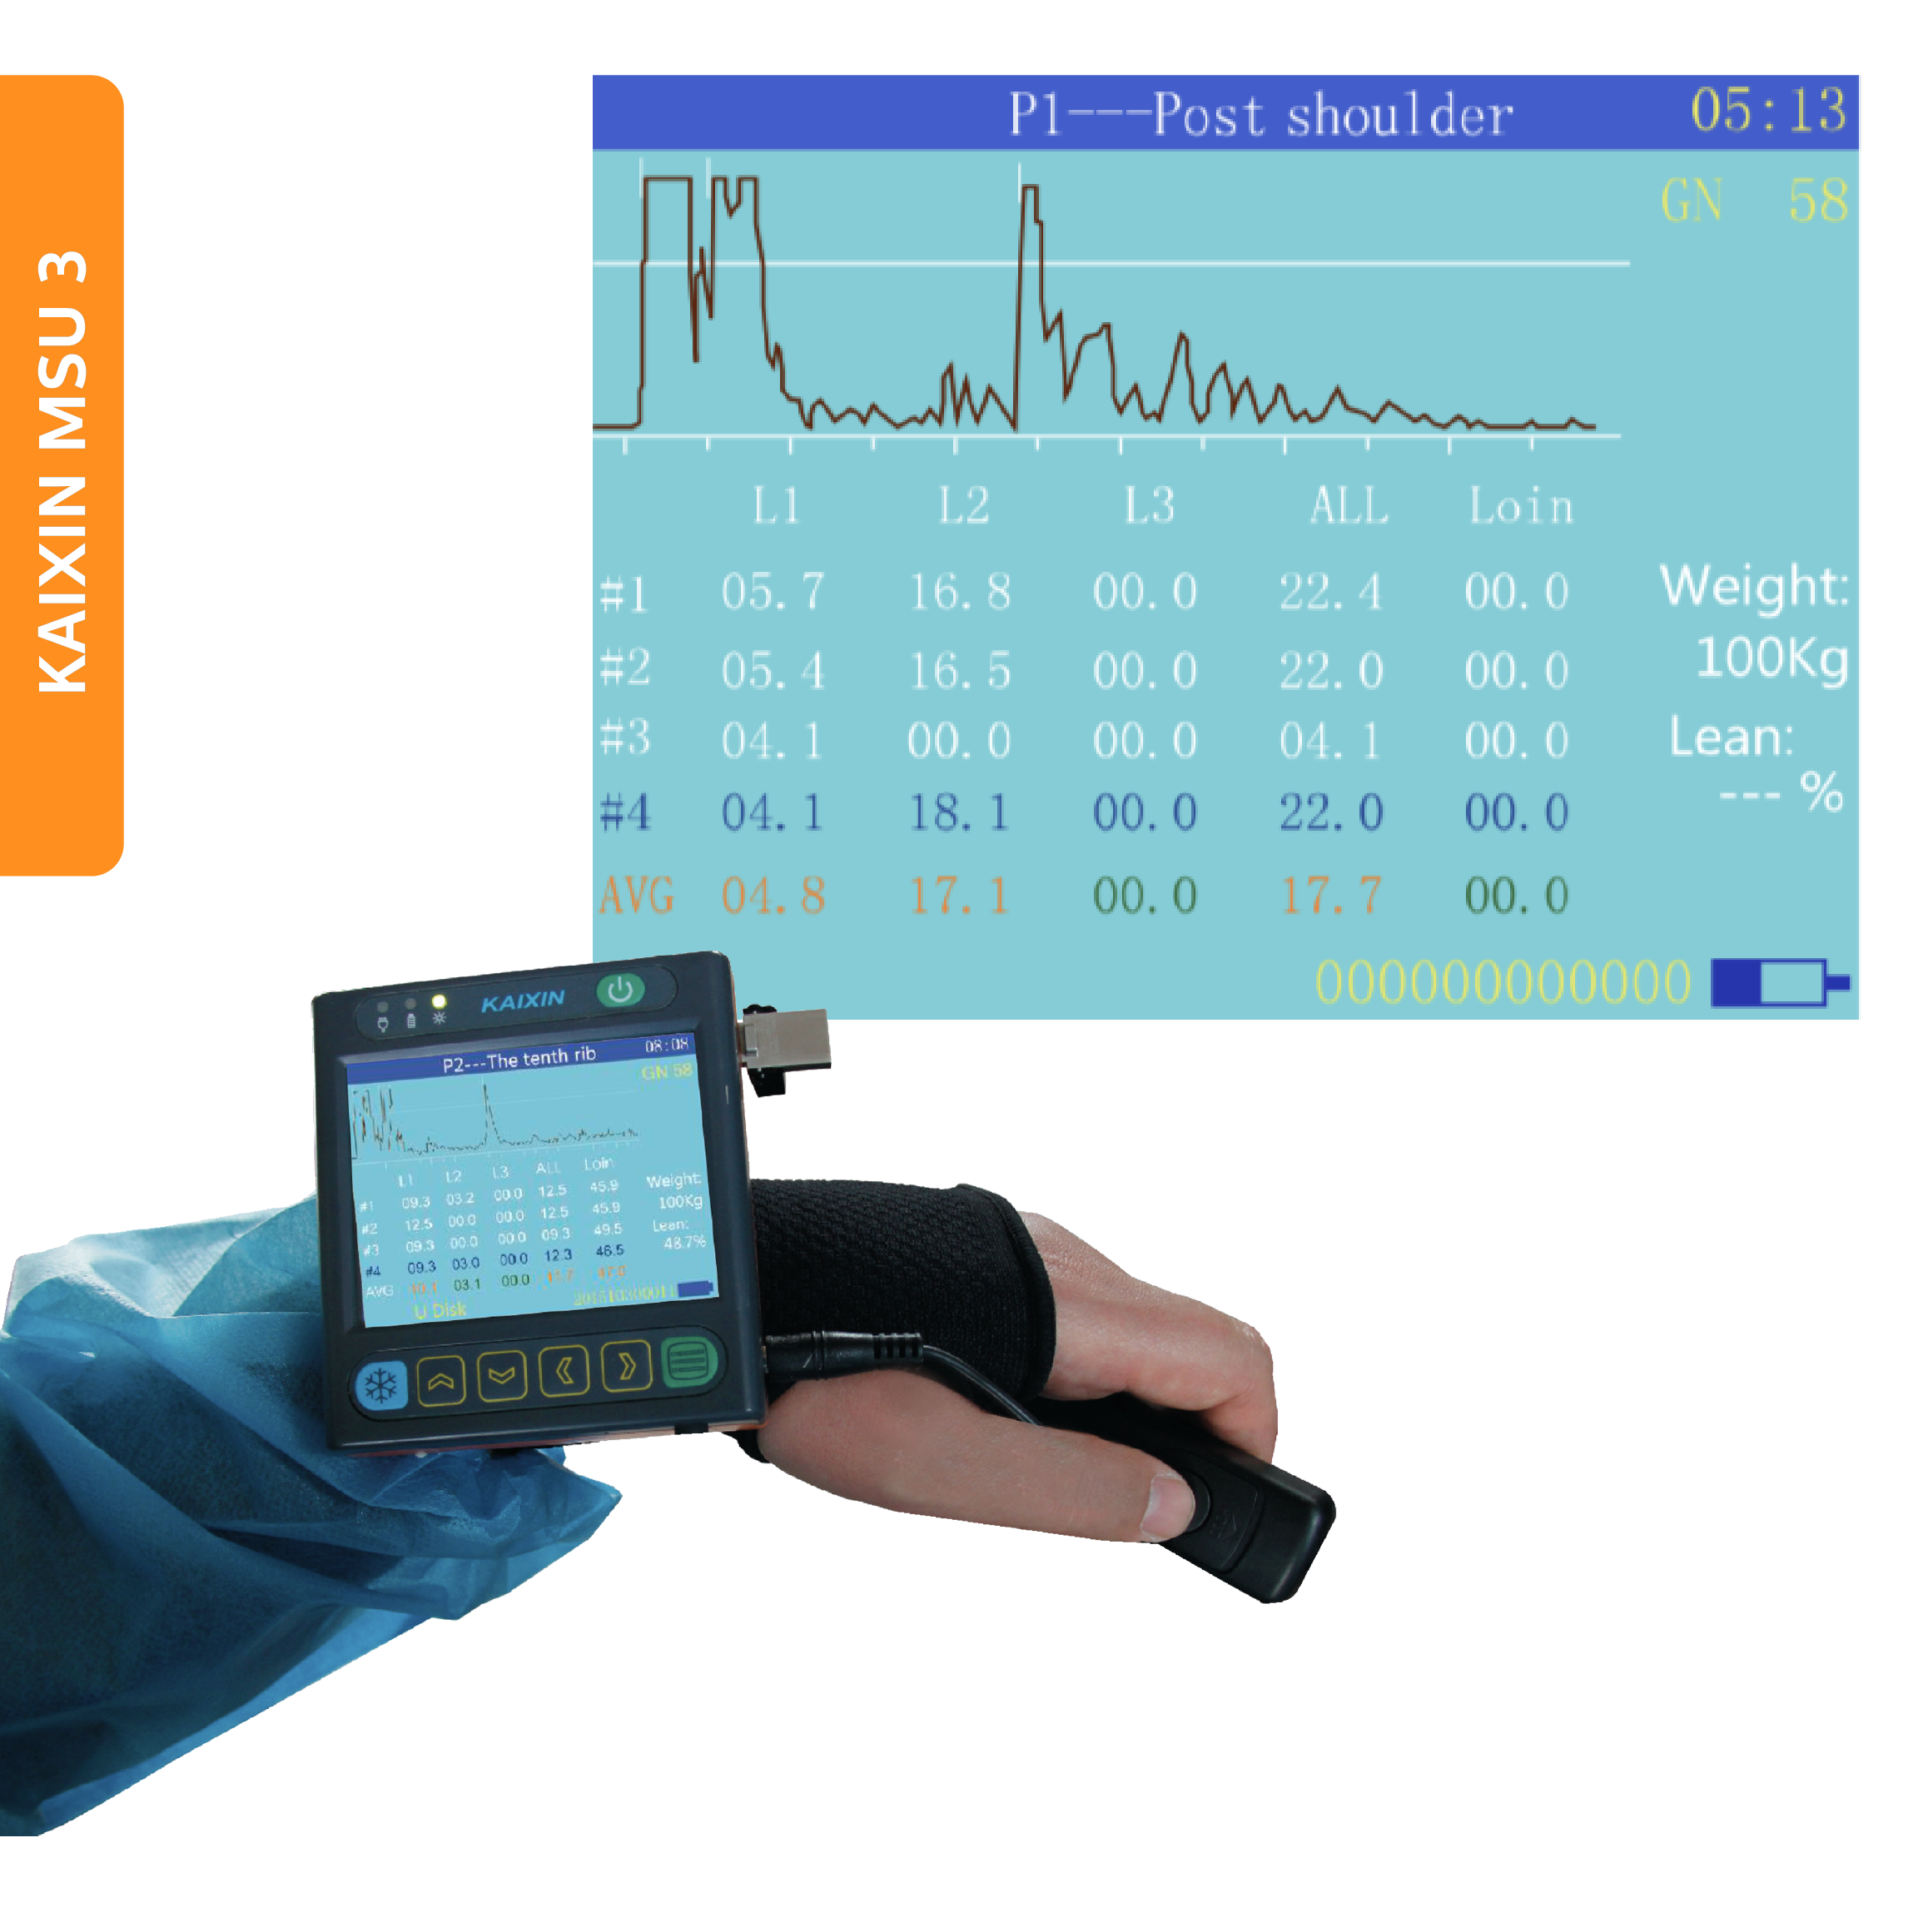 KAIXIN MSU 3
P1---Post shoulder 05:13
GN 58
L1 L2 L3 ALL Loin
#1 05.7 16.8 00.0 22.4 00.0
#2 05.4 16.5 00.0 22.0 00.0
#3 04.1 00.0 00.0 04.1 00.0
#4 04.1 18.1 00.0 22.0 00.0
AVG 04.8 17.1 00.0 17.7 00.0
Weight:
100Kg
Lean:
--- %
000000000000
KAIXIN
P2---The tenth rib 08:08
GN 58
L1 L2 L3 ALL Loin
#1 09.3 03.2 00.0 12.5 45.9
#2 12.5 00.0 00.0 12.5 45.9
#3 09.3 00.0 00.0 09.3 49.5
#4 09.3 03.0 00.0 12.3 46.5
AVG 03.1 00.0
Weight:
100Kg
Lean:
48.7%
U Disk